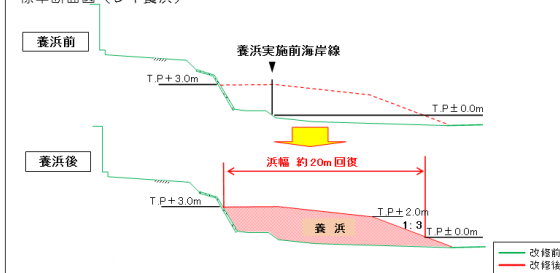 標準断面図（レキ養浜）
養浜前
養浜実施前海岸線
T.P+3.0m
T.P±0.0m
養浜後
浜幅 約20m 回復
T.P+3.0m
T.P±2.0m
1:3
養 浜
T.P±0.0m
改修前
改修後